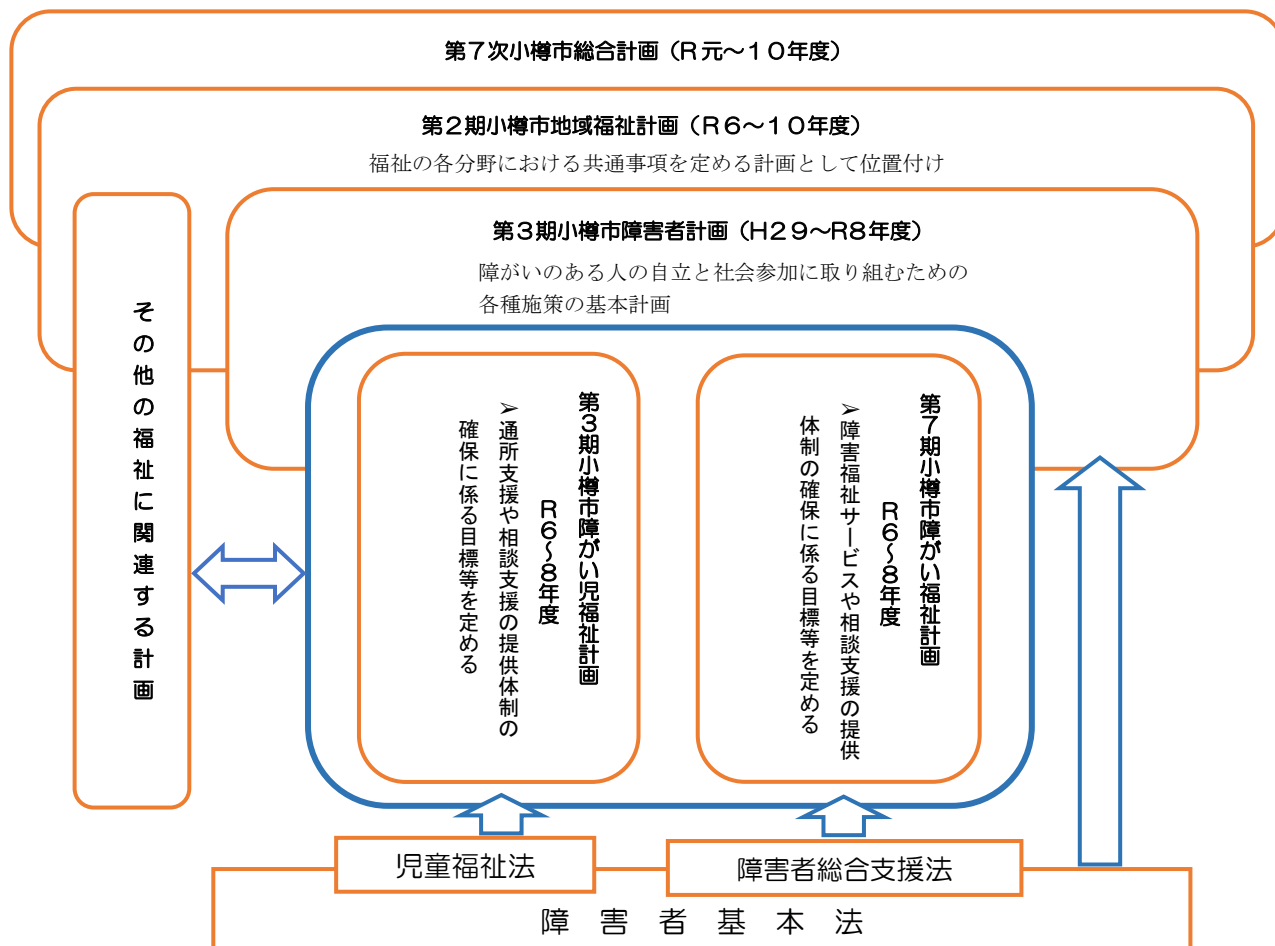 第７次小樽市総合計画（R元～１０年度）
第２期小樽市地域福祉計画（R６～１０年度）
福祉の各分野における共通事項を定める計画として位置付け
第３期小樽市障害者計画（H２９～R８年度）
障がいのある人の自立と社会参加に取り組むための
各種施策の基本計画
その他の福祉に関連する計画
第７期小樽市障がい福祉計画
R６～８年度
➢障害福祉サービスや相談支援の提供
体制の確保に係る目標等を定める
第３期小樽市障がい児福祉計画
R６～８年度
➢通所支援や相談支援の提供体制の
確保に係る目標等を定める
児童福祉法
障害者総合支援法
障害者基本法